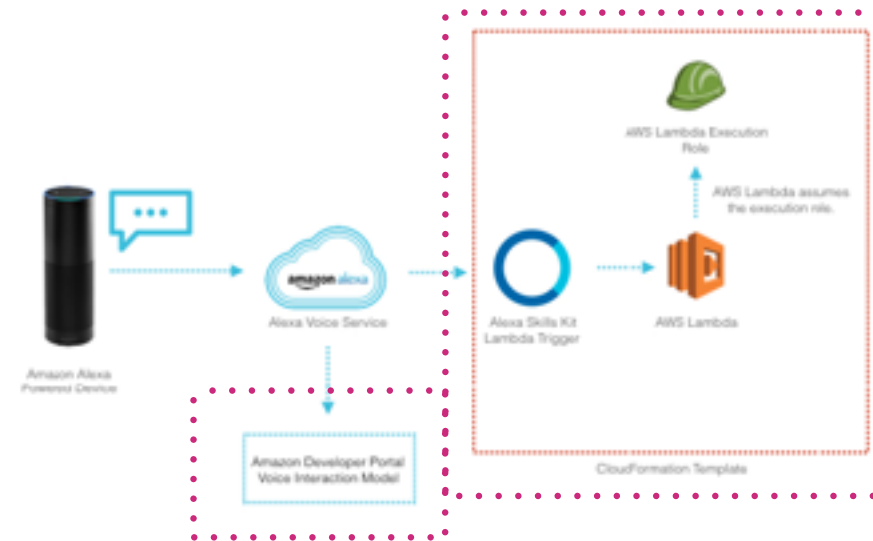 AWS Lambda Execution
Role
AWS Lambda assumes
the execution role.
amazon alexa
Alexa Voice Service
Alexa Skills Kit
Lambda Trigger
AWS Lambda
Amazon Alexa
Powered Device
Amazon Developer Portal
Voice Interaction Model
CloudFormation Template